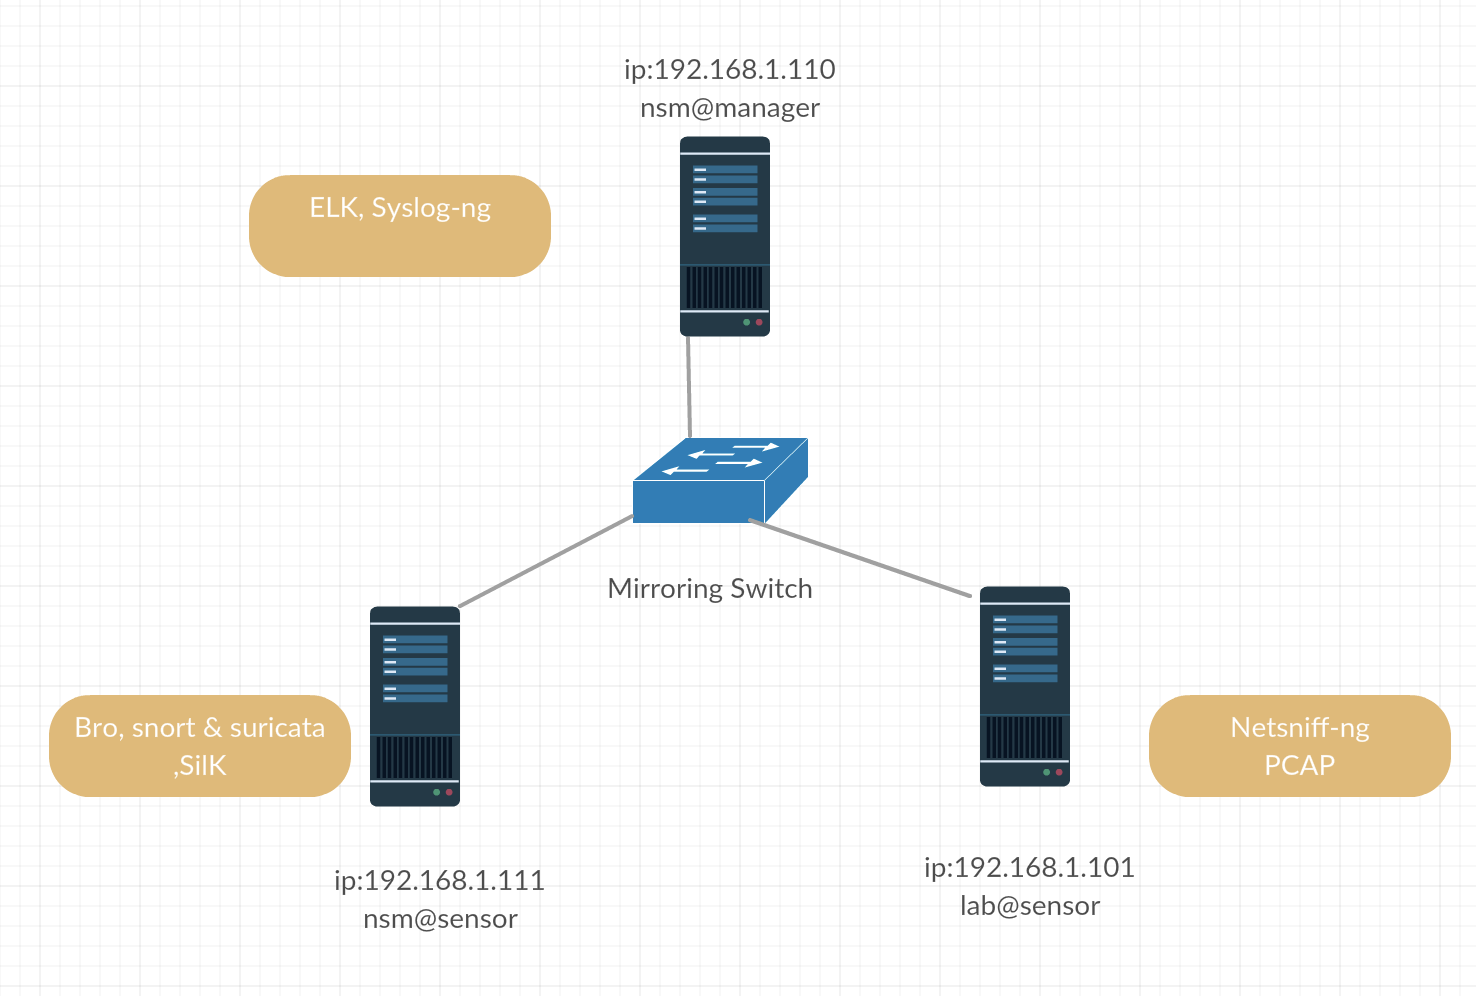 ip:192.168.1.110
nsm@manager
ELK, Syslog-ng
Mirroring Switch
Bro, snort & suricata
,SilK
Netsniff-ng
PCAP
ip:192.168.1.111
nsm@sensor
ip:192.168.1.101
lab@sensor